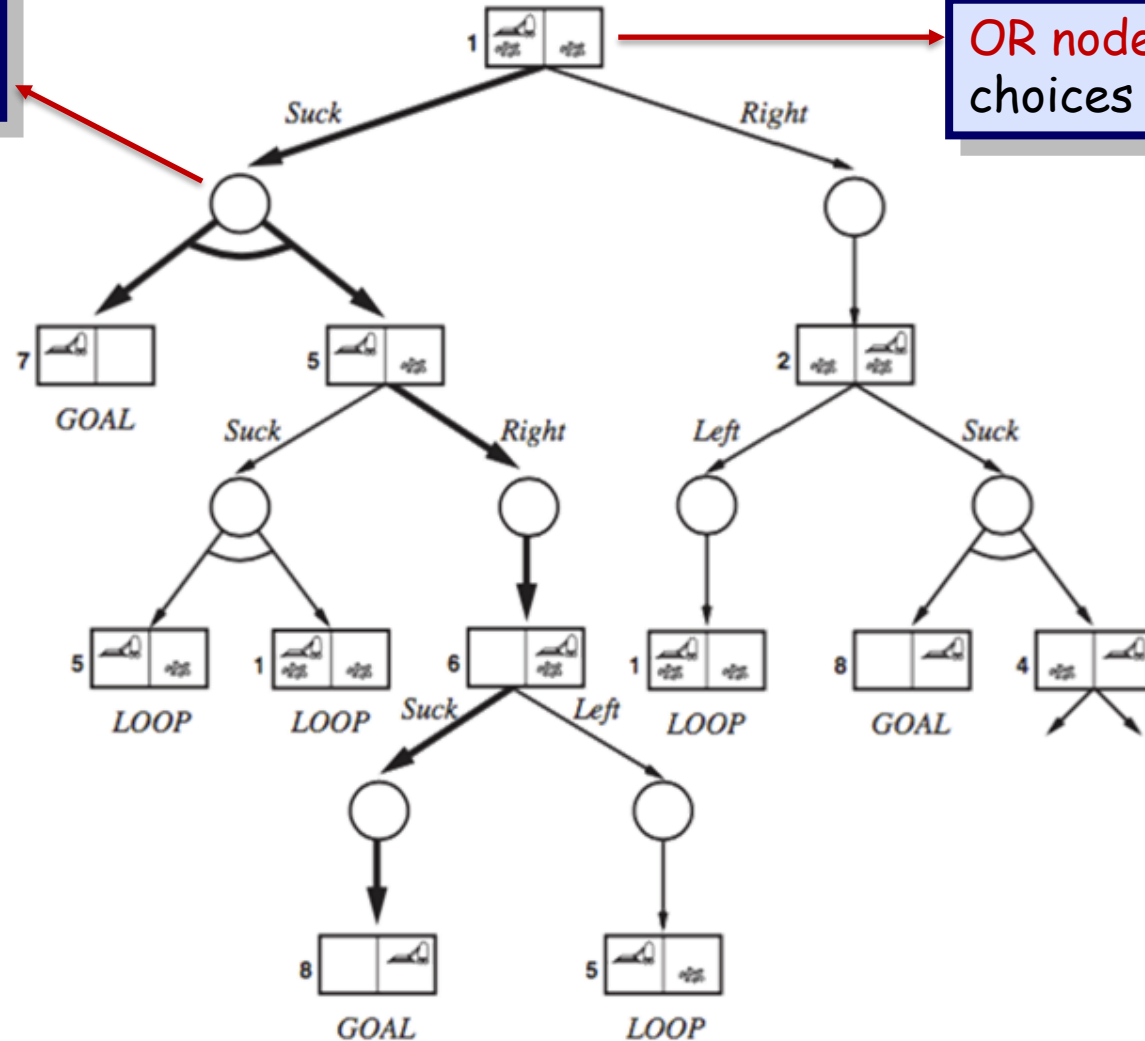 1
OR node
choices
Suck
Right
7
5
2
GOAL
Suck
Right
Left
Suck
5
1
6
1
8
4
LOOP
LOOP
Suck
Left
LOOP
GOAL
8
5
GOAL
LOOP